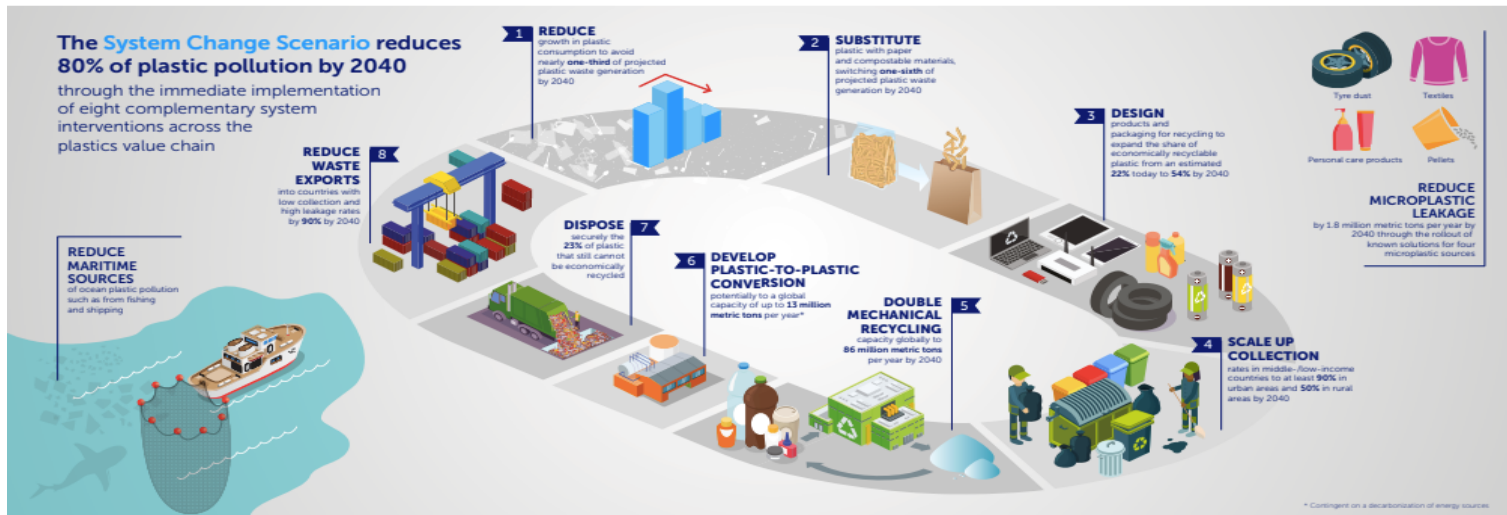 The System Change Scenario reduces
80% of plastic pollution by 2040
through the immediate implementation
of eight complementary system
interventions across the
plastics value chain
1
REDUCE
growth in plastic
consumption to avoid
nearly one-third of projected
plastic waste generation
by 2040
2
SUBSTITUTE
plastic with paper
and compostable materials,
switching one-sixth of
projected plastic waste
generation by 2040
3
DESIGN
products and
packaging for recycling to
expand the share of
economically recyclable
plastic from an estimated
22% today to 54% by 2040
4
SCALE UP
COLLECTION
rates in middle-/low-income
countries to at least 90% in
urban areas and 50% in rural
areas by 2040
5
DOUBLE
MECHANICAL
RECYCLING
capacity globally to
86 million metric tons
per year by 2040
6
DEVELOP
PLASTIC-TO-PLASTIC
CONVERSION
potentially to a global
capacity of up to 13 million
metric tons per year*
7
DISPOSE
securely the
23% of plastic
that still cannot
be economically
recycled
8
REDUCE
WASTE
EXPORTS
into countries with
low collection and
high leakage rates
by 90% by 2040
REDUCE
MARITIME
SOURCES
of ocean plastic pollution
such as from fishing
and shipping
Tyre dust
Textiles
Personal care products
Pellets
REDUCE
MICROPLASTIC
LEAKAGE
by 1.8 million metric tons per year by
2040 through the rollout of
known solutions for four
microplastic sources
* Contingent on a decarbonization of energy sources